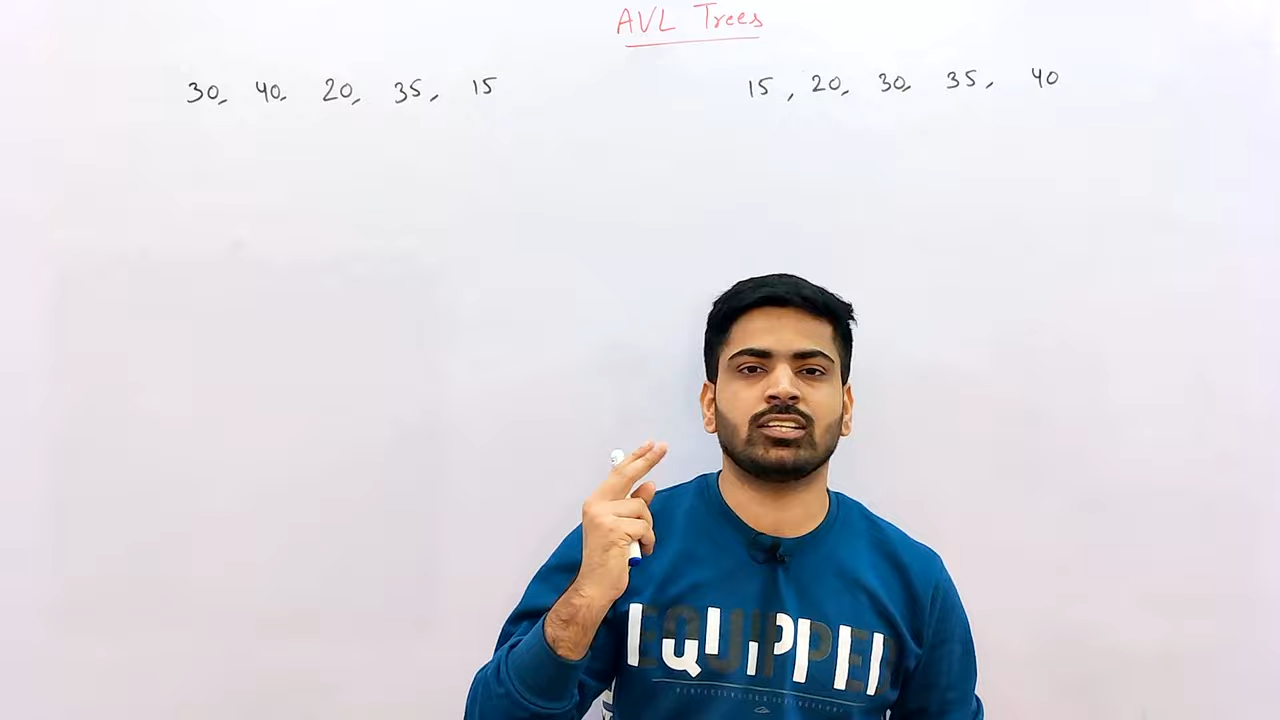 AVL Trees
30, 40, 20, 35, 15
15, 20, 30, 35, 40
EQUIPPED